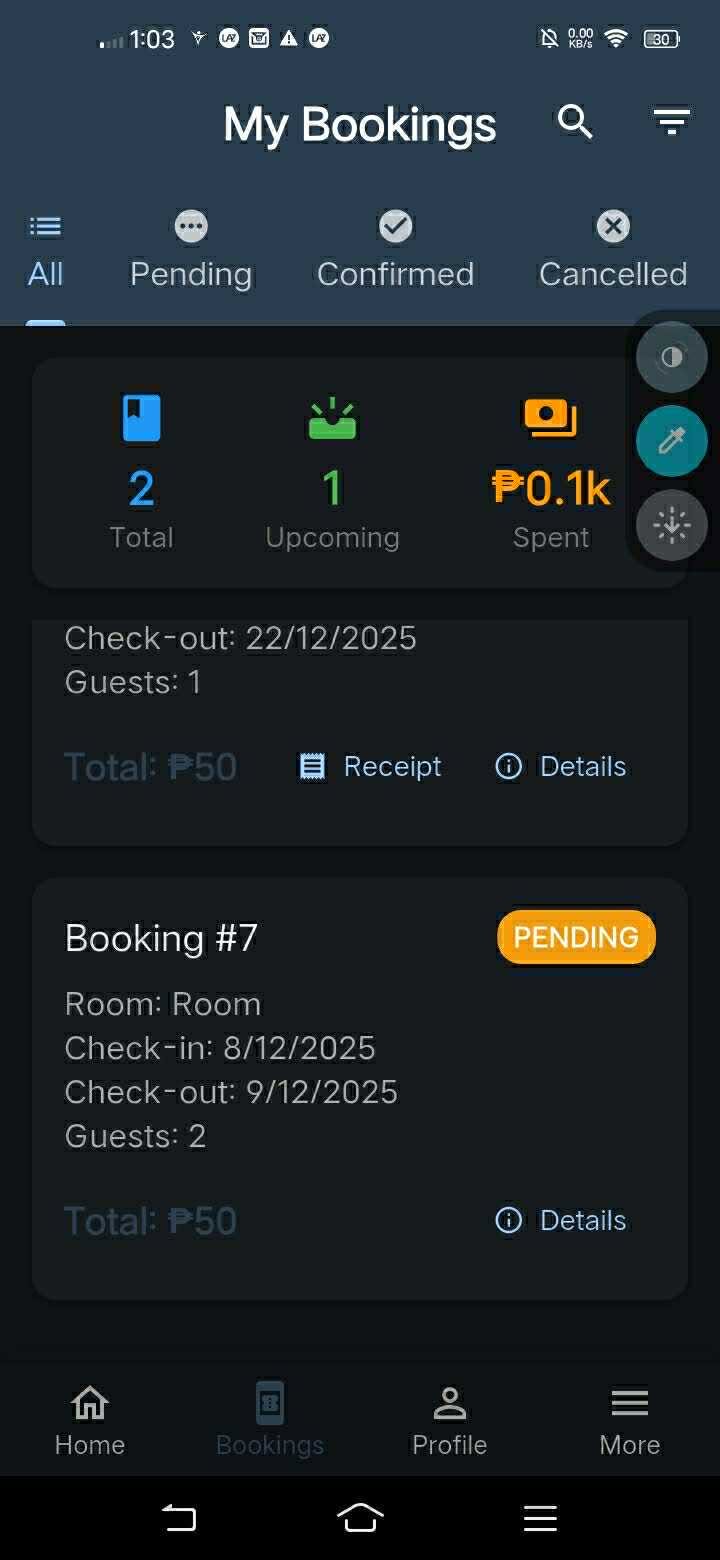 1:03
LAZ
LAZ
0.00
KB/s
30
My Bookings
All
Pending
Confirmed
Cancelled
2
1
₱0.1k
Total
Upcoming
Spent
Check-out: 22/12/2025
Guests: 1
Total: ₱50
Receipt
Details
Booking #7
PENDING
Room: Room
Check-in: 8/12/2025
Check-out: 9/12/2025
Guests: 2
Total: ₱50
Details
Home
Bookings
Profile
More